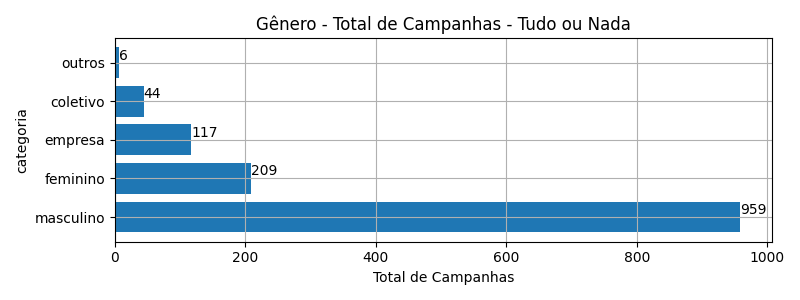 Gênero - Total de Campanhas - Tudo ou Nada
categoria
outros 6
coletivo 44
empresa 117
feminino 209
masculino 959
0 200 400 600 800 1000
Total de Campanhas